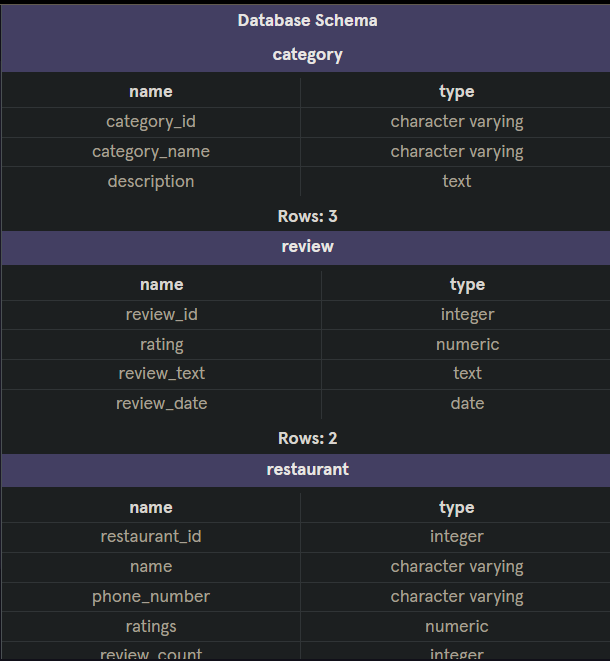 Database Schema
category
name type
category_id character varying
category_name character varying
description text
Rows: 3
review
name type
review_id integer
rating numeric
review_text text
review_date date
Rows: 2
restaurant
name type
restaurant_id integer
name character varying
phone_number character varying
ratings numeric
review_count integer